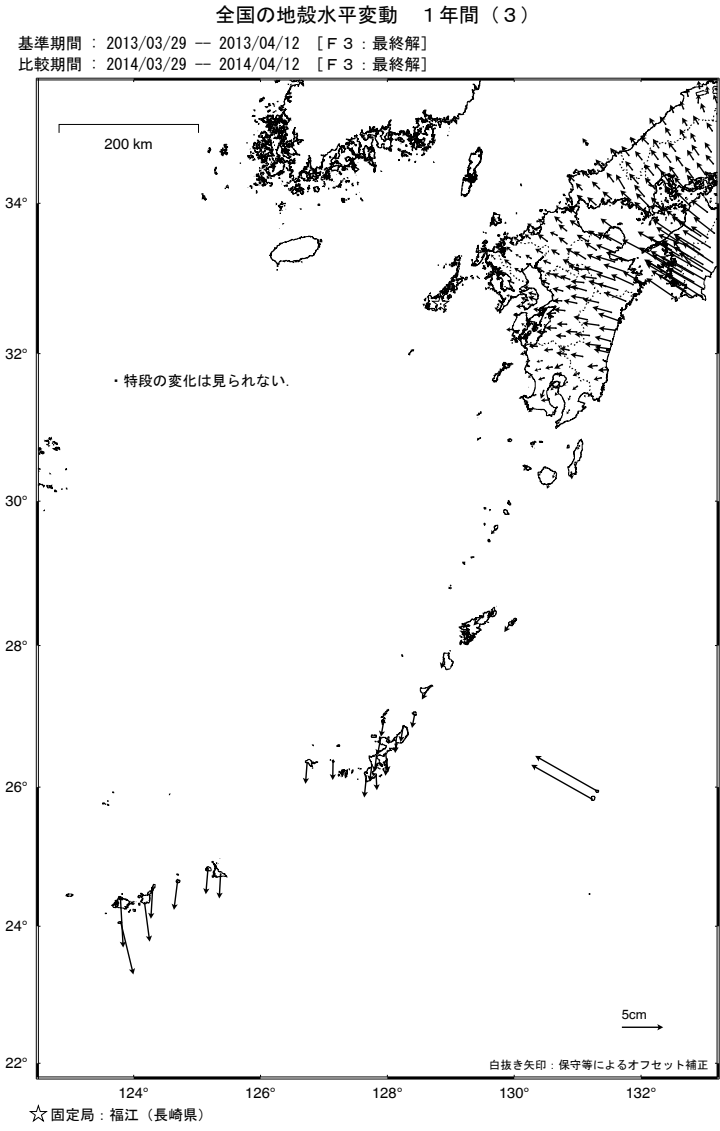 全国の地殻水平変動　１年間（３）
基準期間 : 2013/03/29 -- 2013/04/12 ［Ｆ３：最終解］
比較期間 : 2014/03/29 -- 2014/04/12 ［Ｆ３：最終解］
200 km
34°
32°
・特段の変化は見られない.
30°
28°
26°
24°
5cm
22°
白抜き矢印：保守等によるオフセット補正
124° 126° 128° 130° 132°
☆ 固定局：福江（長崎県）